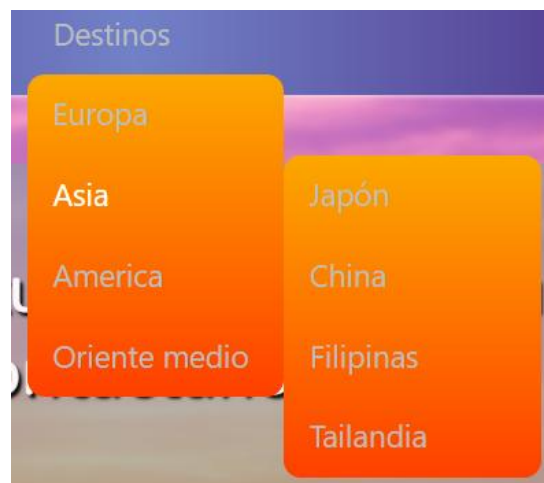 Destinos
Europa
Asia
America
Oriente medio
Japón
China
Filipinas
Tailandia